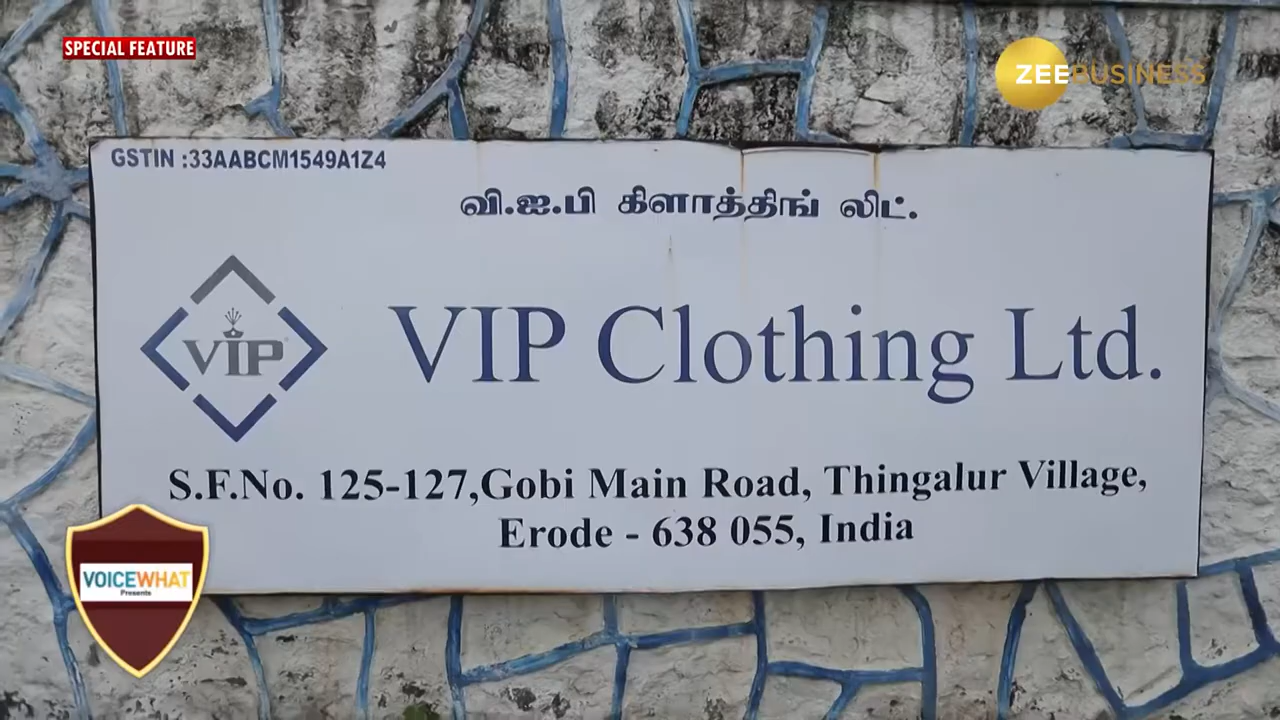 SPECIAL FEATURE
ZEEBUSINESS
GSTIN :33AABCM1549A1Z4
வி.ஐ.பி கிளாத்திங் லிட்.
VIP
VIP Clothing Ltd.
S.F.No. 125-127,Gobi Main Road, Thingalur Village,
Erode - 638 055, India
VOICEWHAT
Presents